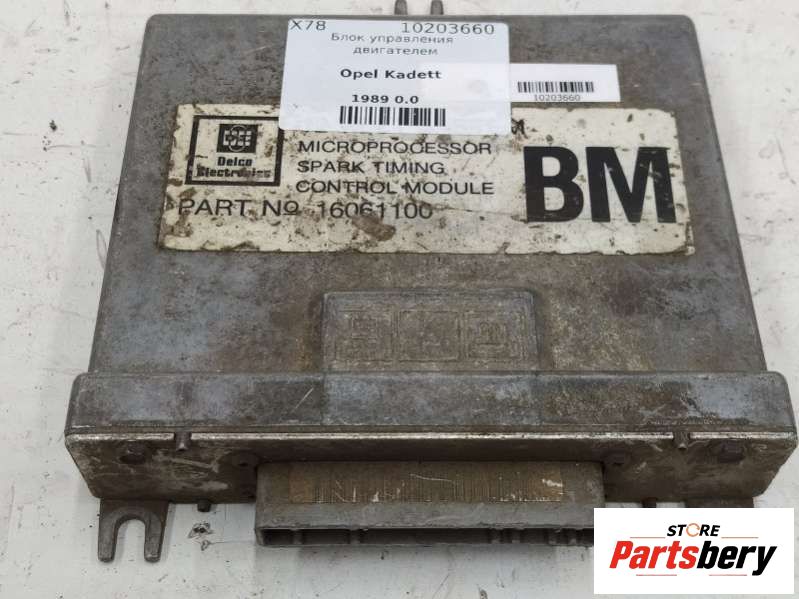 X78 10203660
Блок управления
двигателем
Opel Kadett
1989 0.0
10203660
Delco
Electronics
MICROPROCESSOR
SPARK TIMING
CONTROL MODULE
PART NO 16061100
BM
STORE
Partsbery